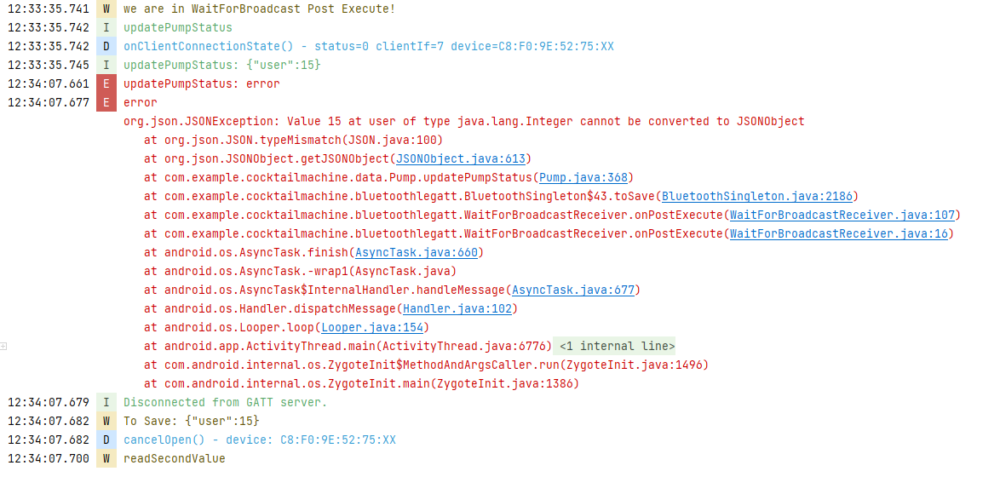 12:33:35.741 W we are in WaitForBroadcast Post Execute!
12:33:35.742 I updatePumpStatus
12:33:35.742 D onClientConnectionState() - status=0 clientIf=7 device=C8:F0:9E:52:75:XX
12:33:35.745 I updatePumpStatus: {"user":15}
12:34:07.661 E updatePumpStatus: error
12:34:07.677 E error
org.json.JSONException: Value 15 at user of type java.lang.Integer cannot be converted to JSONObject
at org.json.JSON.typeMismatch(JSON.java:100)
at org.json.JSONObject.getJSONObject(JSONObject.java:613)
at com.example.cocktailmachine.data.Pump.updatePumpStatus(Pump.java:368)
at com.example.cocktailmachine.bluetoothlegatt.BluetoothSingleton$43.toSave(BluetoothSingleton.java:2186)
at com.example.cocktailmachine.bluetoothlegatt.WaitForBroadcastReceiver.onPostExecute(WaitForBroadcastReceiver.java:107)
at com.example.cocktailmachine.bluetoothlegatt.WaitForBroadcastReceiver.onPostExecute(WaitForBroadcastReceiver.java:16)
at android.os.AsyncTask.finish(AsyncTask.java:660)
at android.os.AsyncTask.-wrap1(AsyncTask.java)
at android.os.AsyncTask$InternalHandler.handleMessage(AsyncTask.java:677)
at android.os.Handler.dispatchMessage(Handler.java:102)
at android.os.Looper.loop(Looper.java:154)
at android.app.ActivityThread.main(ActivityThread.java:6776) <1 internal line>
at com.android.internal.os.ZygoteInit$MethodAndArgsCaller.run(ZygoteInit.java:1496)
at com.android.internal.os.ZygoteInit.main(ZygoteInit.java:1386)
12:34:07.679 I Disconnected from GATT server.
12:34:07.682 W To Save: {"user":15}
12:34:07.682 D cancelOpen() - device: C8:F0:9E:52:75:XX
12:34:07.700 W readSecondValue